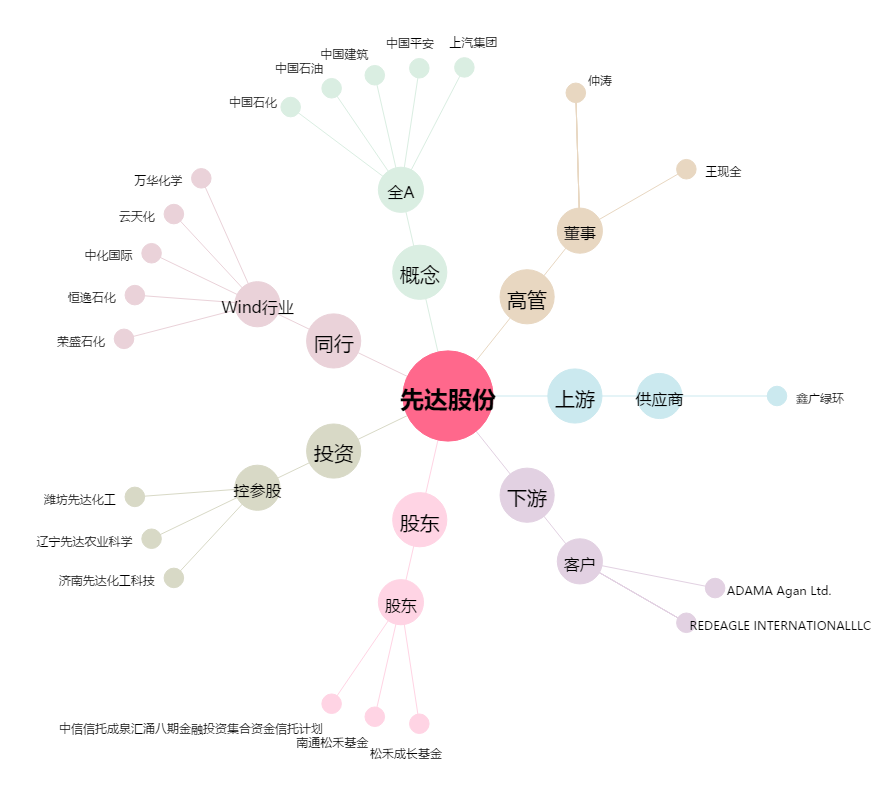 上汽集团
中国平安
中国建筑
中国石油
中国石化
仲涛
王现全
万华化学
全A
云天化
董事
中化国际
概念
恒逸石化
高管
Wind行业
荣盛石化
同行
先达股份
上游
供应商
鑫广绿环
投资
控参股
潍坊先达化工
下游
辽宁先达农业科学
股东
济南先达化工科技
客户
ADAMA Agan Ltd.
股东
REDEAGLE INTERNATIONALLLC
中信信托成泉汇涌八期金融投资集合资金信托计划
南通松禾基金
松禾成长基金